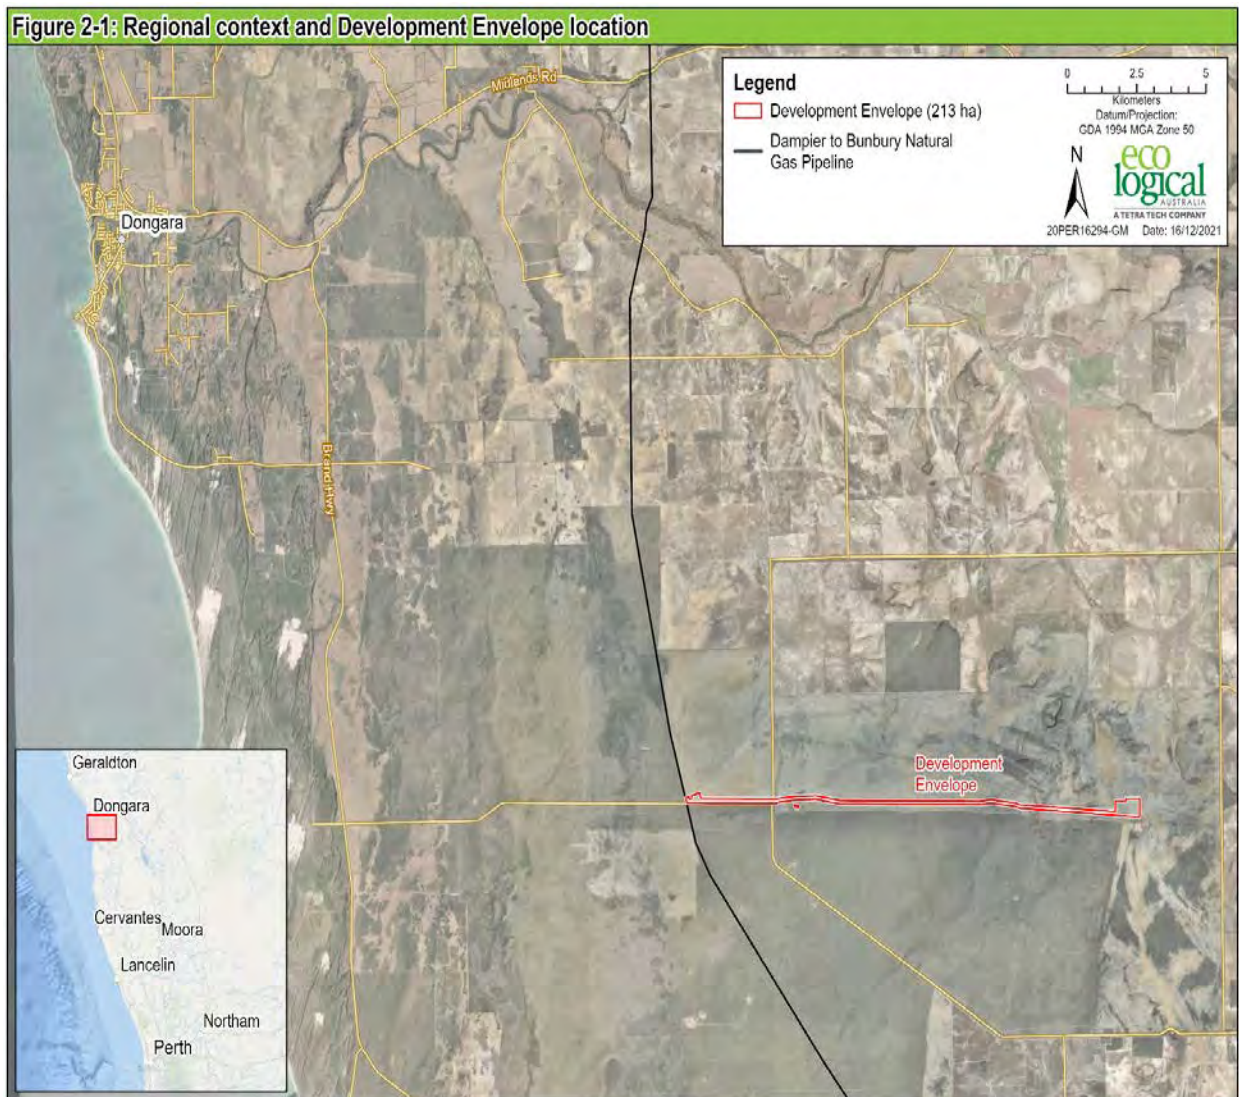 Figure 2-1: Regional context and Development Envelope location
Midlands Rd
Legend
Development Envelope (213 ha)
Dampier to Bunbury Natural
Gas Pipeline
0 2.5 5
Kilometers
Datum/Projection:
GDA 1994 MGA Zone 50
N
eco
logical
AUSTRALIA
A TETRA TECH COMPANY
20PER16294-GM Date: 16/12/2021
Dongara
Brand Hwy
Development
Envelope
Geraldton
Dongara
Cervantes
Moora
Lancelin
Northam
Perth